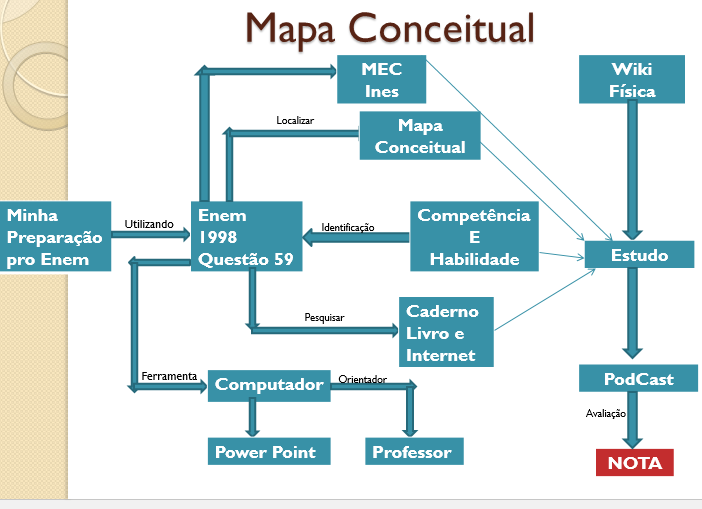 Mapa Conceitual
MEC
Ines
Wiki
Física
Localizar
Mapa
Conceitual
Minha
Preparação
pro Enem
Utilizando
Enem
1998
Questão 59
Identificação
Competência
E
Habilidade
Estudo
Pesquisar
Caderno
Livro e
Internet
Ferramenta
Computador
Orientador
PodCast
Avaliação
Power Point
Professor
NOTA